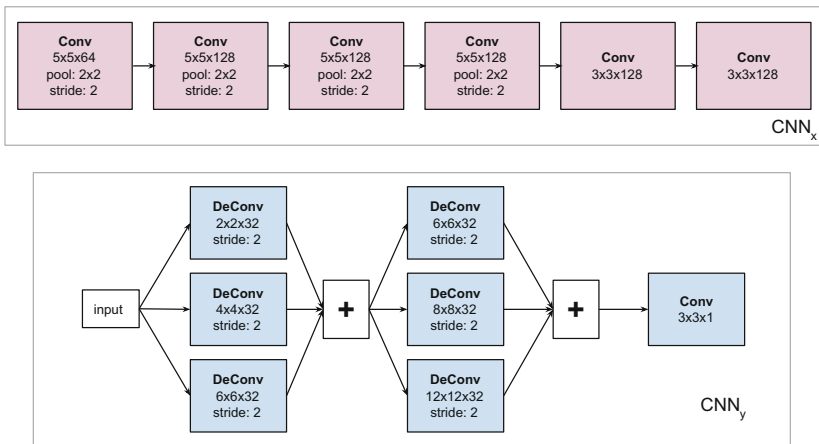 Conv
5x5x64
pool: 2x2
stride: 2
Conv
5x5x128
pool: 2x2
stride: 2
Conv
5x5x128
pool: 2x2
stride: 2
Conv
5x5x128
pool: 2x2
stride: 2
Conv
3x3x128
Conv
3x3x128
CNNx
input
DeConv
2x2x32
stride: 2
DeConv
4x4x32
stride: 2
DeConv
6x6x32
stride: 2
+
DeConv
6x6x32
stride: 2
DeConv
8x8x32
stride: 2
DeConv
12x12x32
stride: 2
+
Conv
3x3x1
CNNy